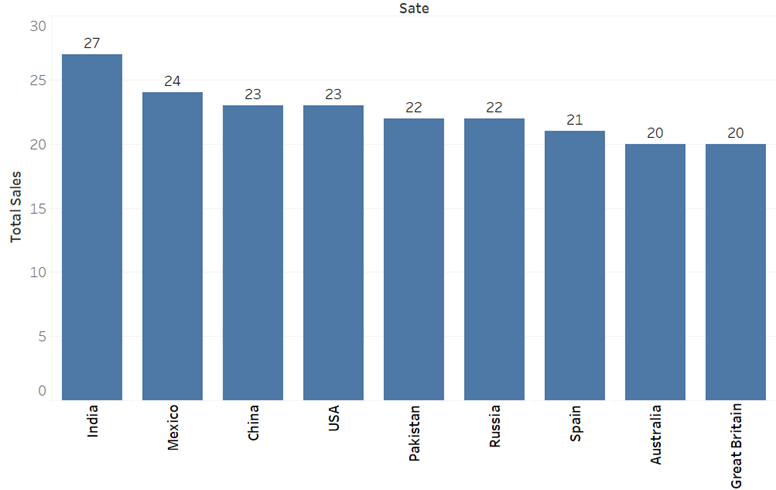 Sate
30
25
20
15
10
5
0
Total Sales
27
24
23
23
22
22
21
20
20
India
Mexico
China
USA
Pakistan
Russia
Spain
Australia
Great Britain